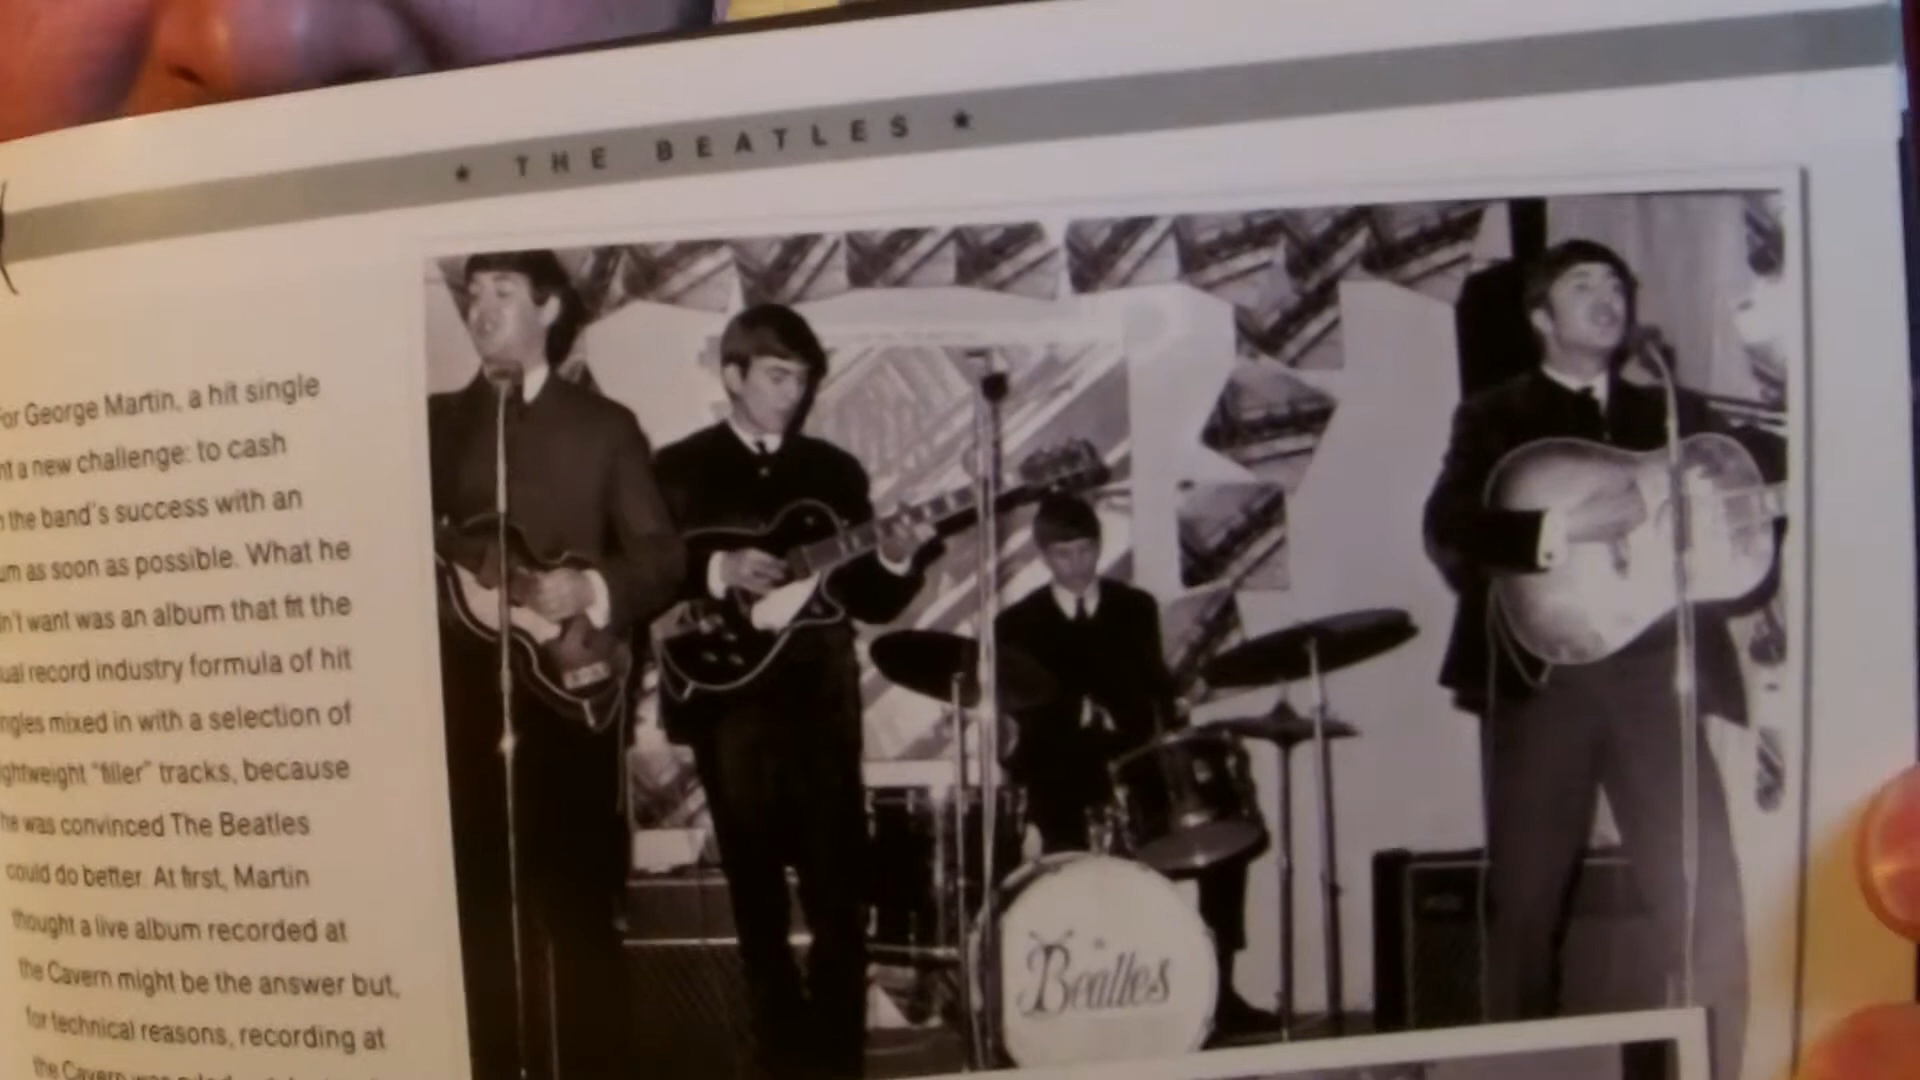 ★ THE BEATLES ★
For George Martin, a hit single
a new challenge: to cash
the band's success with an
as soon as possible. What he
want was an album that fit the
record industry formula of hit
mixed in with a selection of
"filler" tracks, because
he was convinced The Beatles
could do better. At first, Martin
thought a live album recorded at
the Cavern might be the answer but,
for technical reasons, recording at
the Cavern was
Beatles